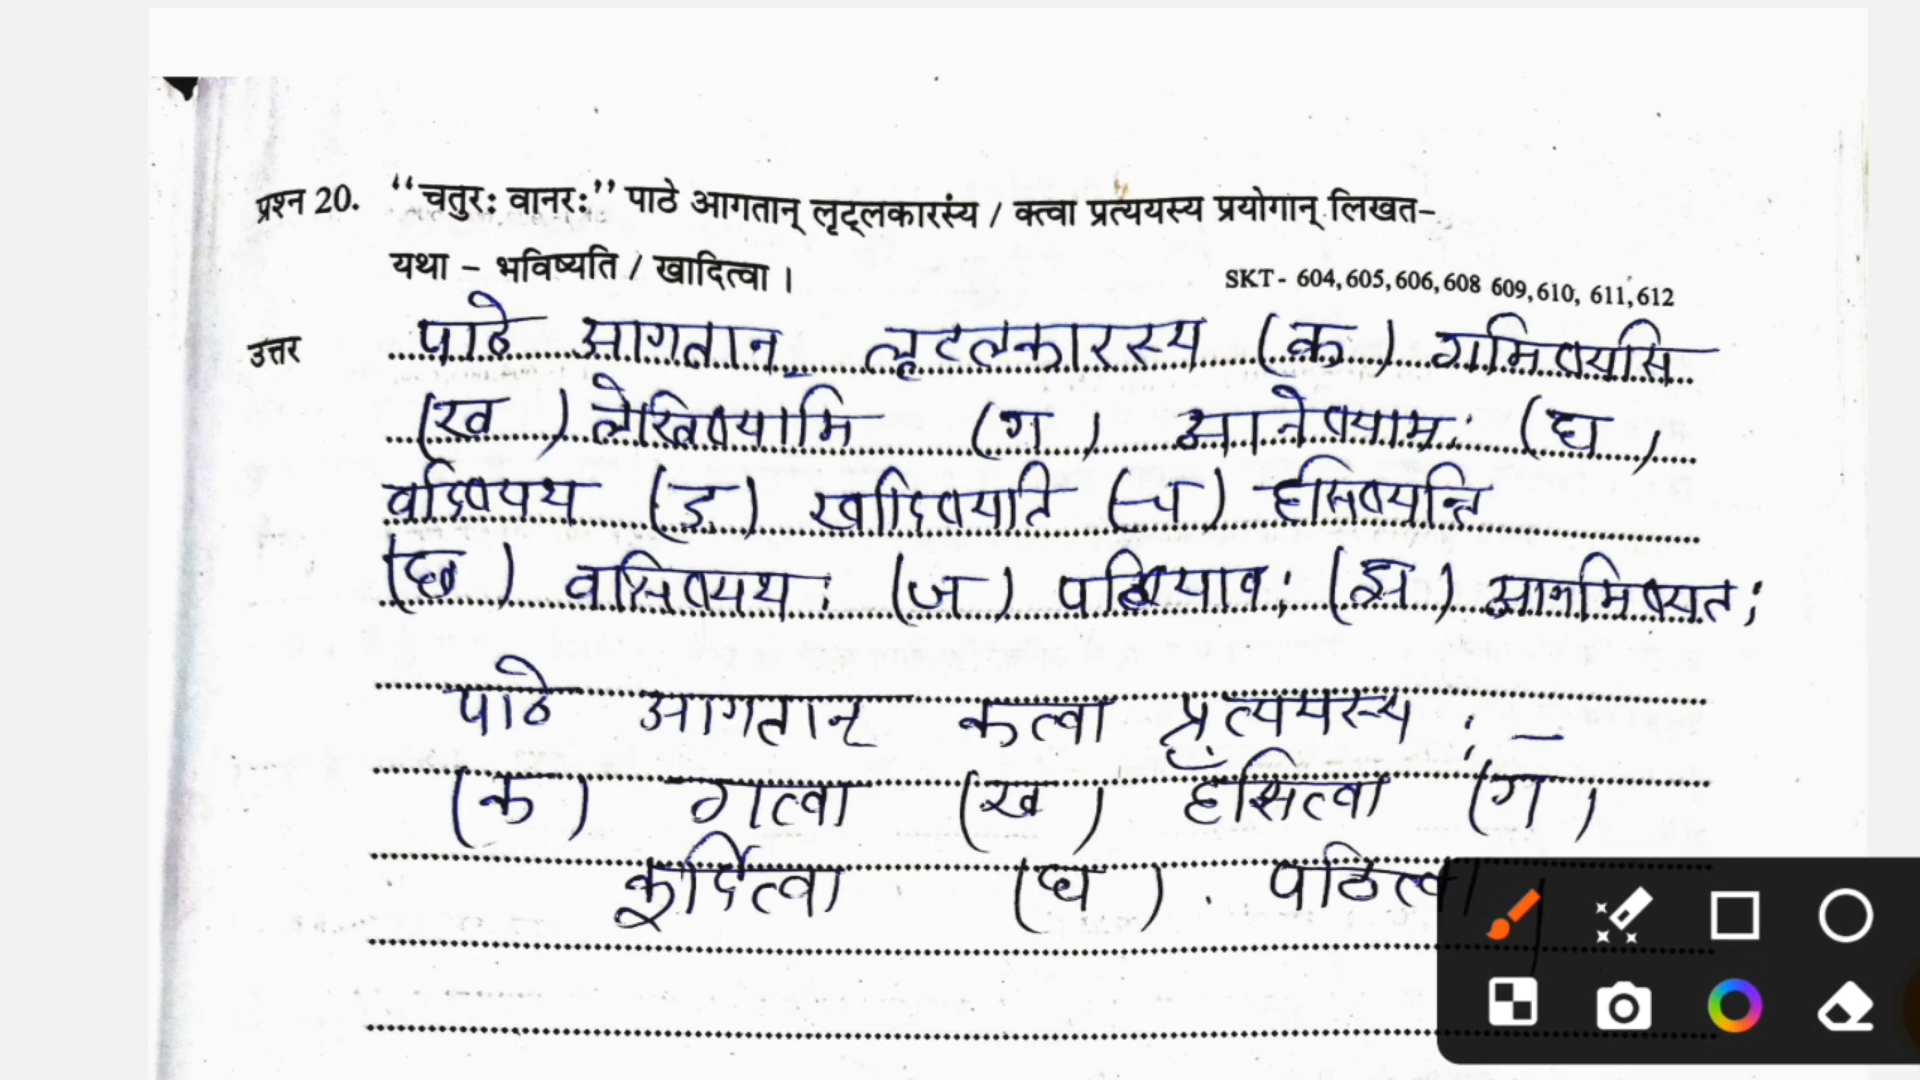 प्रश्न 20. “चतुरः वानरः” पाठे आगतान् लृट्लकारस्य / क्त्वा प्रत्ययस्य प्रयोगान् लिखत–
यथा – भविष्यति / खादित्वा ।
SKT- 604,605,606,608 609,610, 611,612
उत्तर पाठे आगतान् लृटलकारस्य (क) गमिष्यसि
(ख) लेखिष्यामि (ग) आनेष्यामः (घ)
वदिष्यथ (ङ) खादिष्यति (च) हसिष्यन्ति
(छ) वसिष्यथः (ज) पठिष्यावः (झ) आगमिष्यतः
पाठे आगतान् कत्वा प्रत्ययस्य : –
(क) गत्वा (ख) हसित्वा (ग)
कूर्दित्वा (घ) पठित्वा